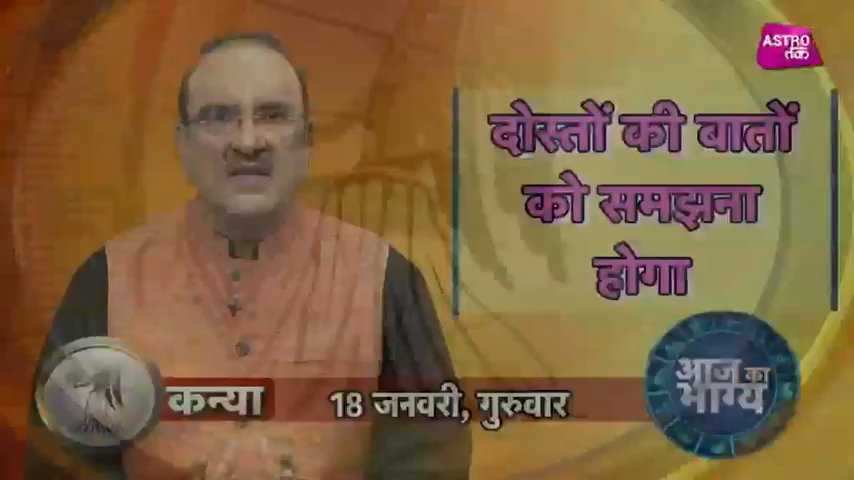 ASTRO
तक
दोस्तों की बातों
को समझना
होगा
कन्या
18 जनवरी, गुरुवार
आज का
भाग्य